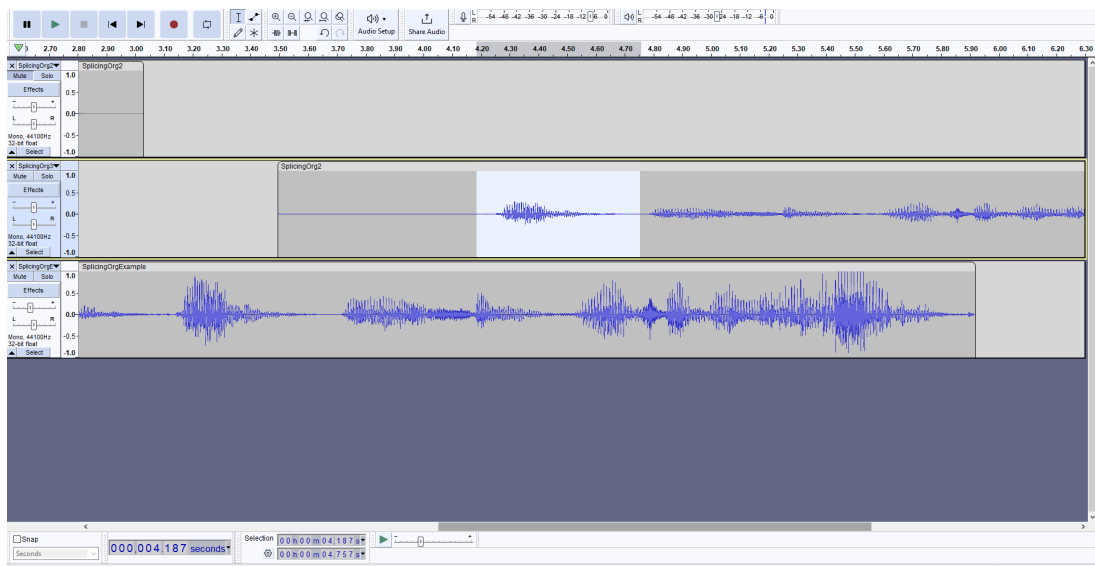 L R -54 -48 -42 -36 -30 -24 -18 -12 -6 0
L R -54 -48 -42 -36 -30 -24 -18 -12 -6 0
Audio Setup Share Audio
2.70 2.80 2.90 3.00 3.10 3.20 3.30 3.40 3.50 3.60 3.70 3.80 3.90 4.00 4.10 4.20 4.30 4.40 4.50 4.60 4.70 4.80 4.90 5.00 5.10 5.20 5.30 5.40 5.50 5.60 5.70 5.80 5.90 6.00 6.10 6.20 6.30
SplicingOrg2 SplicingOrg2
Mute Solo 1.0
Effects 0.5
- + 0.0
L R
Mono, 44100Hz -0.5
32-bit float
Select -1.0
SplicingOrg3 SplicingOrg2
Mute Solo 1.0
Effects 0.5
- + 0.0
L R
Mono, 44100Hz -0.5
32-bit float
Select -1.0
SplicingOrgE SplicingOrgExample
Mute Solo 1.0
Effects 0.5
- + 0.0
L R
Mono, 44100Hz -0.5
32-bit float
Select -1.0
Snap
Seconds
000,004.187 seconds
Selection 00h00m04.187s
00h00m04.757s
- +